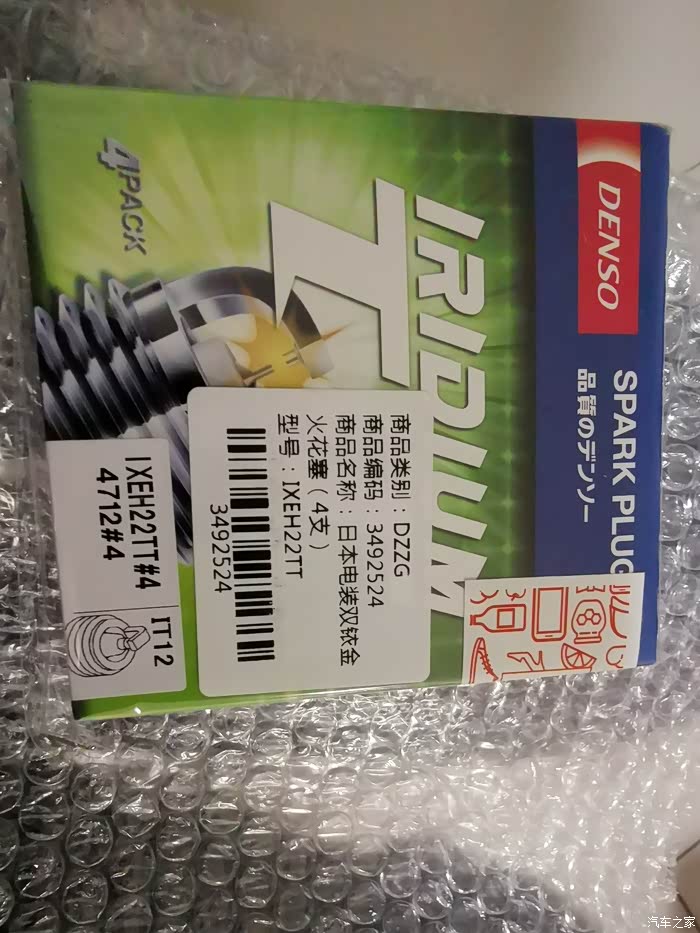 DENSO
SPARK PLUG
品質のデンソー
IRIDIUM
T
4PACK
商品类别：DZZG
商品编码：3492524
商品名称：日本电装双铱金
火花塞（4支）
型号：IXEH22TT
3492524
IXEH22TT#4
4712#4
IT12
汽车之家